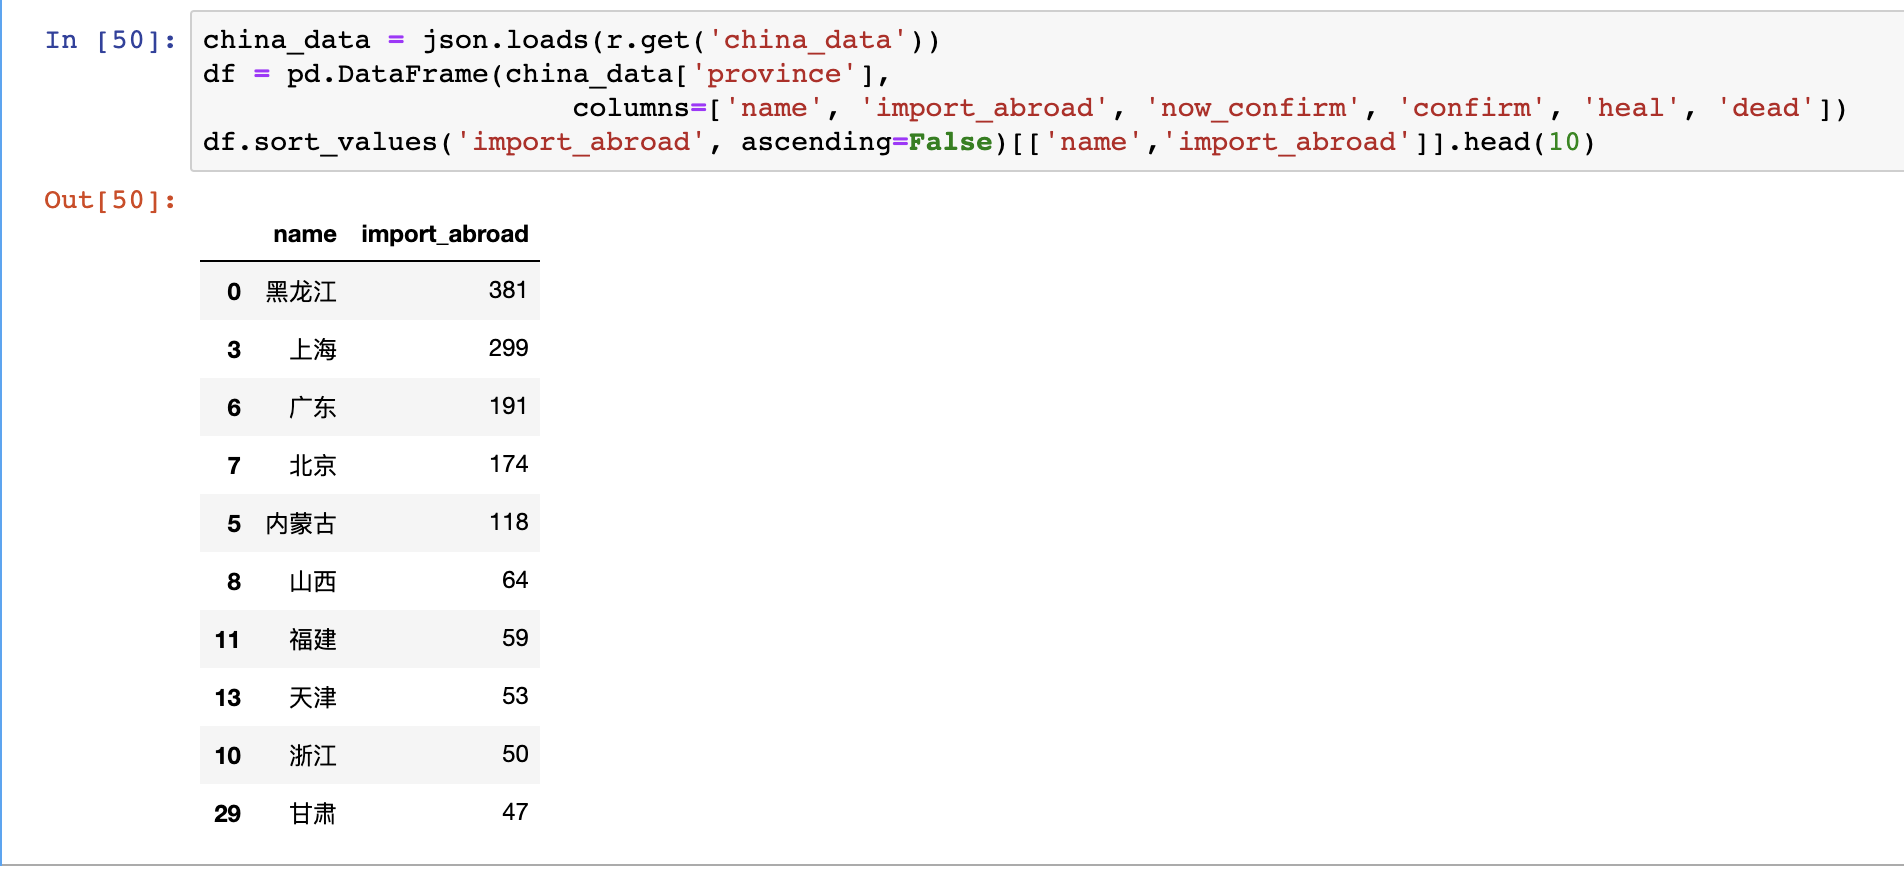 In [50]: china_data = json.loads(r.get('china_data'))
df = pd.DataFrame(china_data['province'],
columns=['name', 'import_abroad', 'now_confirm', 'confirm', 'heal', 'dead'])
df.sort_values('import_abroad', ascending=False)[['name','import_abroad']].head(10)
Out[50]:
name import_abroad
0 黑龙江 381
3 上海 299
6 广东 191
7 北京 174
5 内蒙古 118
8 山西 64
11 福建 59
13 天津 53
10 浙江 50
29 甘肃 47